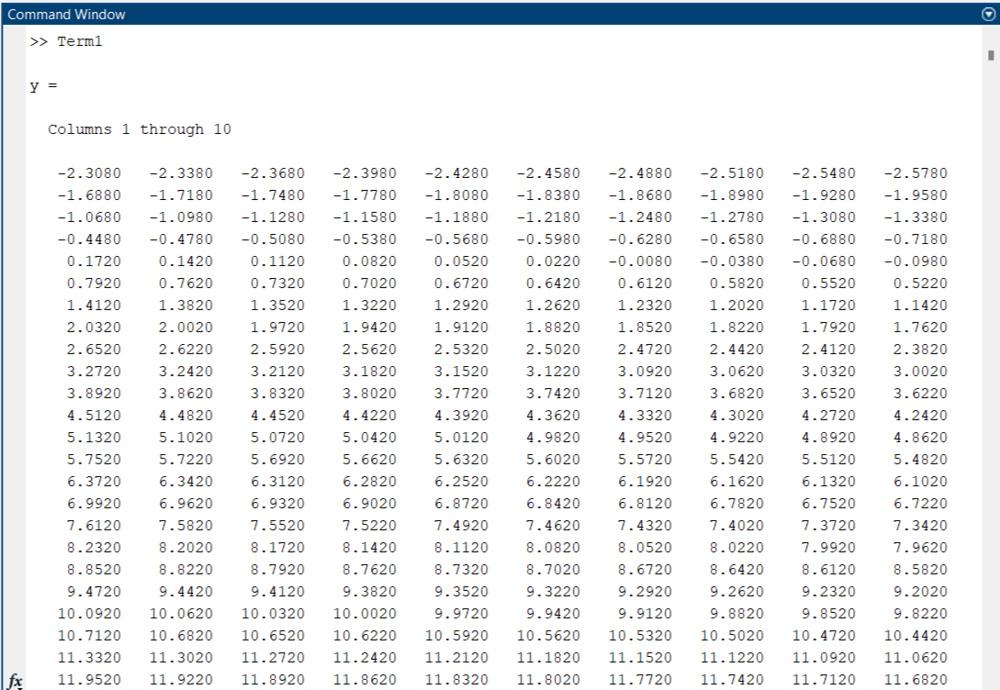 Command Window
>> Term1
y =
Columns 1 through 10
-2.3080 -2.3380 -2.3680 -2.3980 -2.4280 -2.4580 -2.4880 -2.5180 -2.5480 -2.5780
-1.6880 -1.7180 -1.7480 -1.7780 -1.8080 -1.8380 -1.8680 -1.8980 -1.9280 -1.9580
-1.0680 -1.0980 -1.1280 -1.1580 -1.1880 -1.2180 -1.2480 -1.2780 -1.3080 -1.3380
-0.4480 -0.4780 -0.5080 -0.5380 -0.5680 -0.5980 -0.6280 -0.6580 -0.6880 -0.7180
0.1720 0.1420 0.1120 0.0820 0.0520 0.0220 -0.0080 -0.0380 -0.0680 -0.0980
0.7920 0.7620 0.7320 0.7020 0.6720 0.6420 0.6120 0.5820 0.5520 0.5220
1.4120 1.3820 1.3520 1.3220 1.2920 1.2620 1.2320 1.2020 1.1720 1.1420
2.0320 2.0020 1.9720 1.9420 1.9120 1.8820 1.8520 1.8220 1.7920 1.7620
2.6520 2.6220 2.5920 2.5620 2.5320 2.5020 2.4720 2.4420 2.4120 2.3820
3.2720 3.2420 3.2120 3.1820 3.1520 3.1220 3.0920 3.0620 3.0320 3.0020
3.8920 3.8620 3.8320 3.8020 3.7720 3.7420 3.7120 3.6820 3.6520 3.6220
4.5120 4.4820 4.4520 4.4220 4.3920 4.3620 4.3320 4.3020 4.2720 4.2420
5.1320 5.1020 5.0720 5.0420 5.0120 4.9820 4.9520 4.9220 4.8920 4.8620
5.7520 5.7220 5.6920 5.6620 5.6320 5.6020 5.5720 5.5420 5.5120 5.4820
6.3720 6.3420 6.3120 6.2820 6.2520 6.2220 6.1920 6.1620 6.1320 6.1020
6.9920 6.9620 6.9320 6.9020 6.8720 6.8420 6.8120 6.7820 6.7520 6.7220
7.6120 7.5820 7.5520 7.5220 7.4920 7.4620 7.4320 7.4020 7.3720 7.3420
8.2320 8.2020 8.1720 8.1420 8.1120 8.0820 8.0520 8.0220 7.9920 7.9620
8.8520 8.8220 8.7920 8.7620 8.7320 8.7020 8.6720 8.6420 8.6120 8.5820
9.4720 9.4420 9.4120 9.3820 9.3520 9.3220 9.2920 9.2620 9.2320 9.2020
10.0920 10.0620 10.0320 10.0020 9.9720 9.9420 9.9120 9.8820 9.8520 9.8220
10.7120 10.6820 10.6520 10.6220 10.5920 10.5620 10.5320 10.5020 10.4720 10.4420
11.3320 11.3020 11.2720 11.2420 11.2120 11.1820 11.1520 11.1220 11.0920 11.0620
fx 11.9520 11.9220 11.8920 11.8620 11.8320 11.8020 11.7720 11.7420 11.7120 11.6820